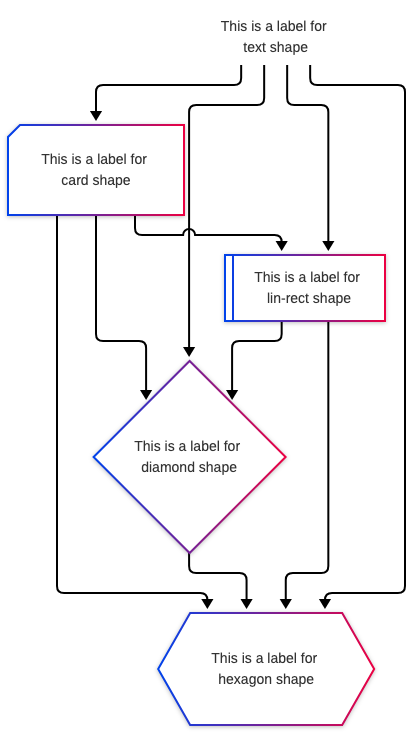 This is a label for
text shape
This is a label for
card shape
This is a label for
lin-rect shape
This is a label for
diamond shape
This is a label for
hexagon shape